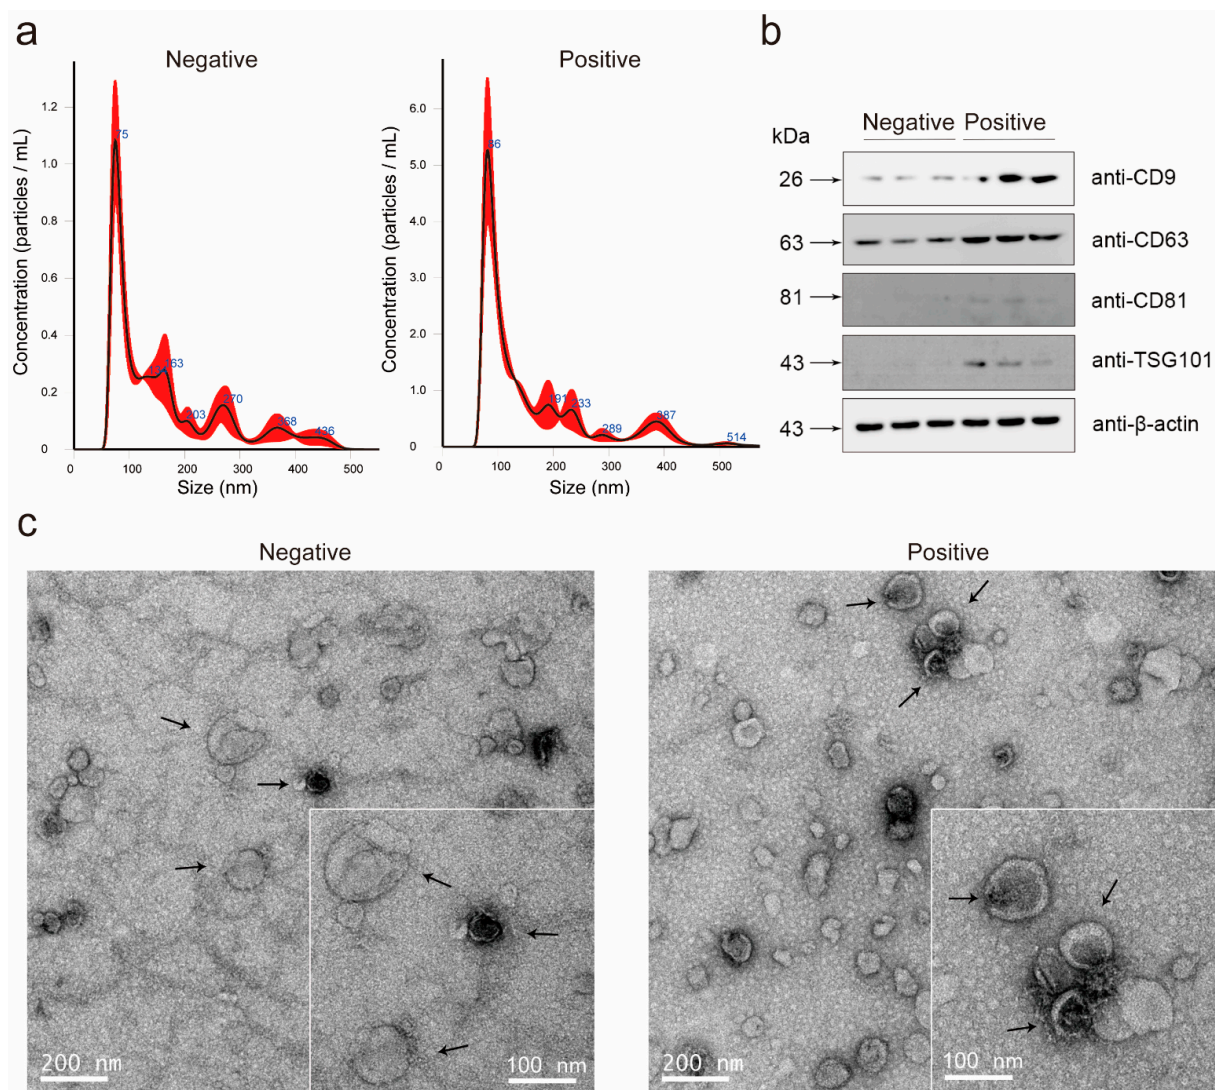 a
Negative
Concentration (particles / mL)
1.2
1.0
0.8
0.6
0.4
0.2
0
75
163
203
270
368
436
0 100 200 300 400 500
Size (nm)
Positive
Concentration (particles / mL)
6.0
5.0
4.0
3.0
2.0
1.0
0.0
86
191
233
289
387
514
0 100 200 300 400 500
Size (nm)
b
kDa
Negative Positive
26 anti-CD9
63 anti-CD63
81 anti-CD81
43 anti-TSG101
43 anti-β-actin
c
Negative
200 nm
100 nm
Positive
200 nm
100 nm